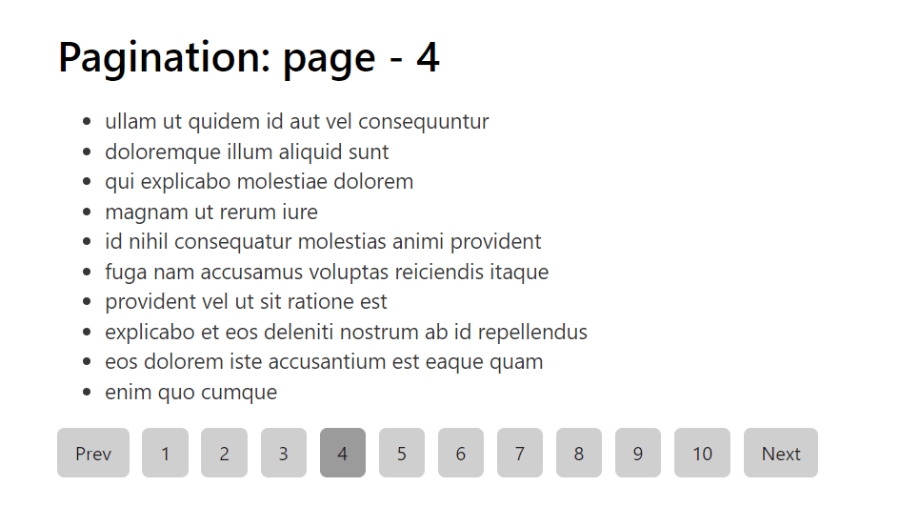 Pagination: page - 4
ullam ut quidem id aut vel consequuntur
doloremque illum aliquid sunt
qui explicabo molestiae dolorem
magnam ut rerum iure
id nihil consequatur molestias animi provident
fuga nam accusamus voluptas reiciendis itaque
provident vel ut sit ratione est
explicabo et eos deleniti nostrum ab id repellendus
eos dolorem iste accusantium est eaque quam
enim quo cumque
Prev 1 2 3 4 5 6 7 8 9 10 Next